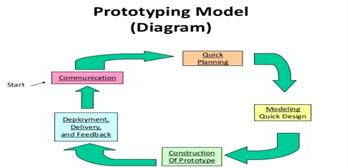 Prototyping Model
(Diagram)
Quick
Planning
Start
Communication
Modeling
Quick Design
Deployment,
Delivery,
and Feedback
Construction
Of Prototype